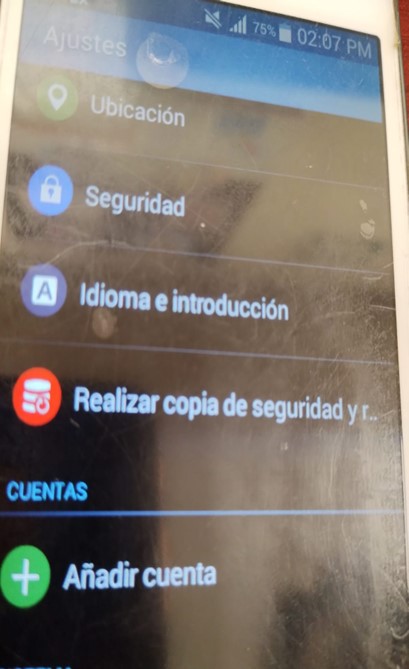 75% 02:07 PM
Ajustes
Ubicación
Seguridad
A
Idioma e introducción
Realizar copia de seguridad y r..
CUENTAS
Añadir cuenta